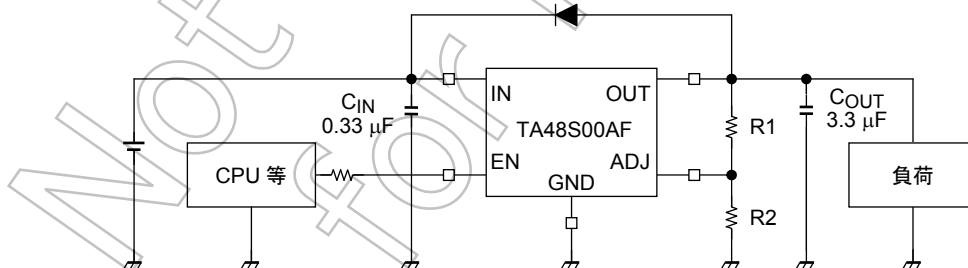 Not
for
C_IN
0.33 μF
IN
OUT
TA48S00AF
EN
ADJ
GND
CPU 等
R1
R2
C_OUT
3.3 μF
負荷